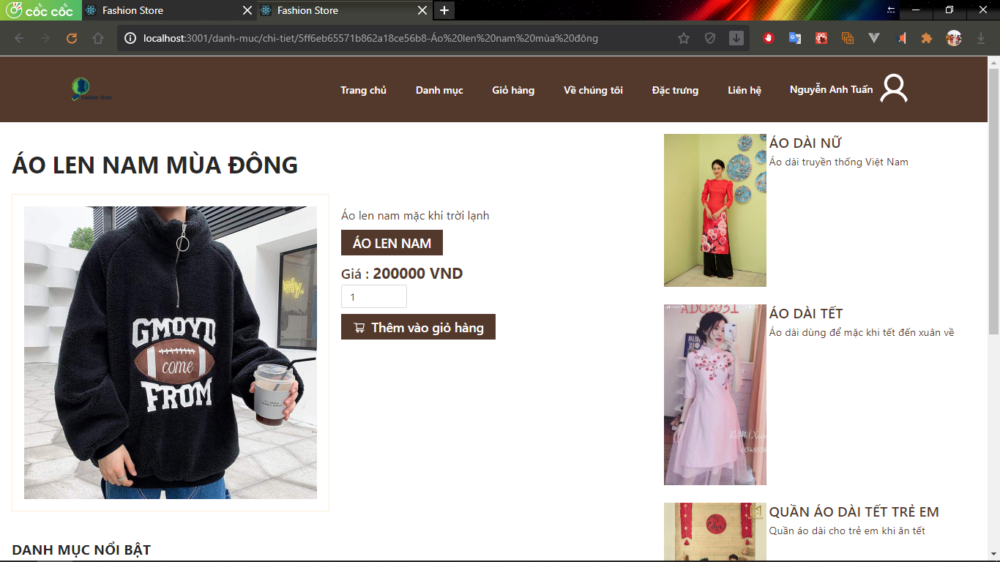 cốc cốc
Fashion Store
Fashion Store
localhost:3001/danh-muc/chi-tiet/5ff6eb65571b862a18ce56b8-Áo%20len%20nam%20mùa%20đông
Fashion Store
Trang chủ
Danh mục
Giỏ hàng
Về chúng tôi
Đặc trưng
Liên hệ
Nguyễn Anh Tuấn
ÁO LEN NAM MÙA ĐÔNG
GMOYD
come
FROM
ely.
Áo len nam mặc khi trời lạnh
ÁO LEN NAM
Giá : 200000 VND
1
Thêm vào giỏ hàng
ÁO DÀI NỮ
Áo dài truyền thống Việt Nam
ÁO DÀI TẾT
Áo dài dùng để mặc khi tết đến xuân về
QUẦN ÁO DÀI TẾT TRẺ EM
Quần áo dài cho trẻ em khi ăn tết
DANH MỤC NỔI BẬT